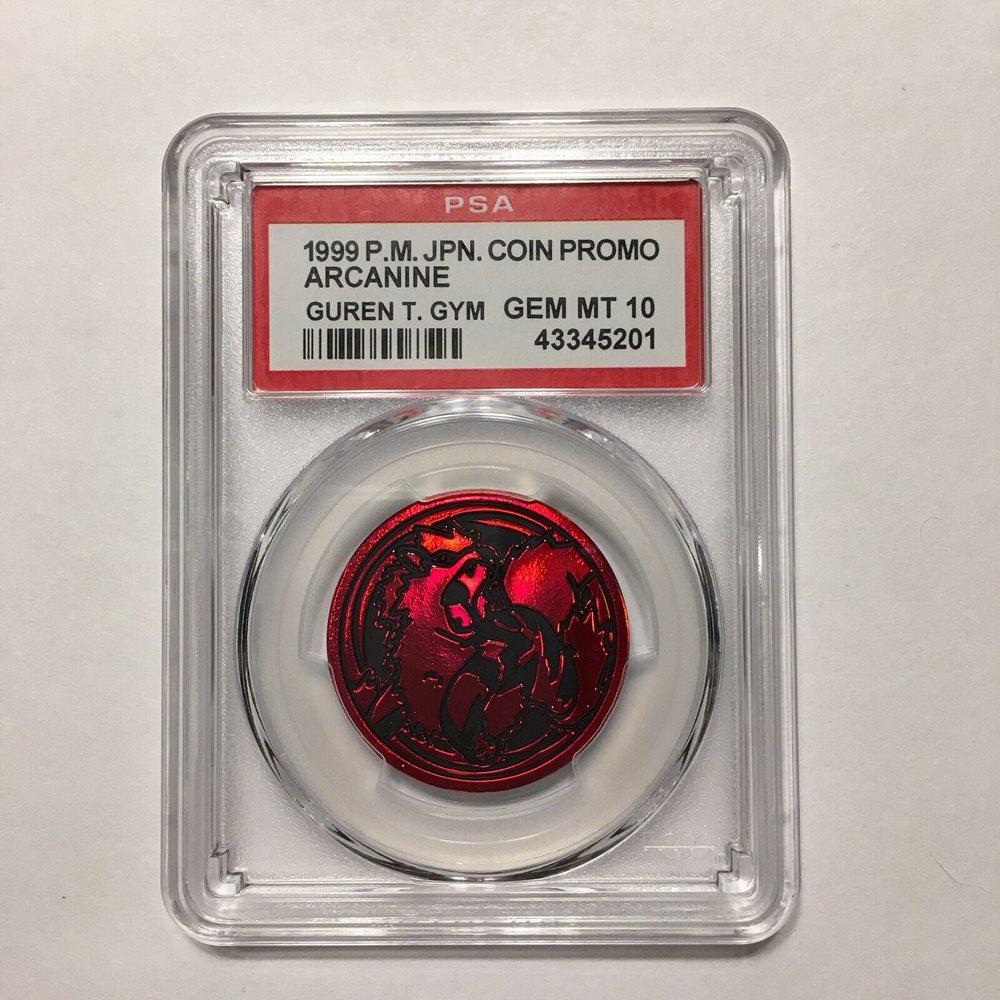 PSA
1999 P.M. JPN. COIN PROMO
ARCANINE
GUREN T. GYM GEM MT 10
43345201